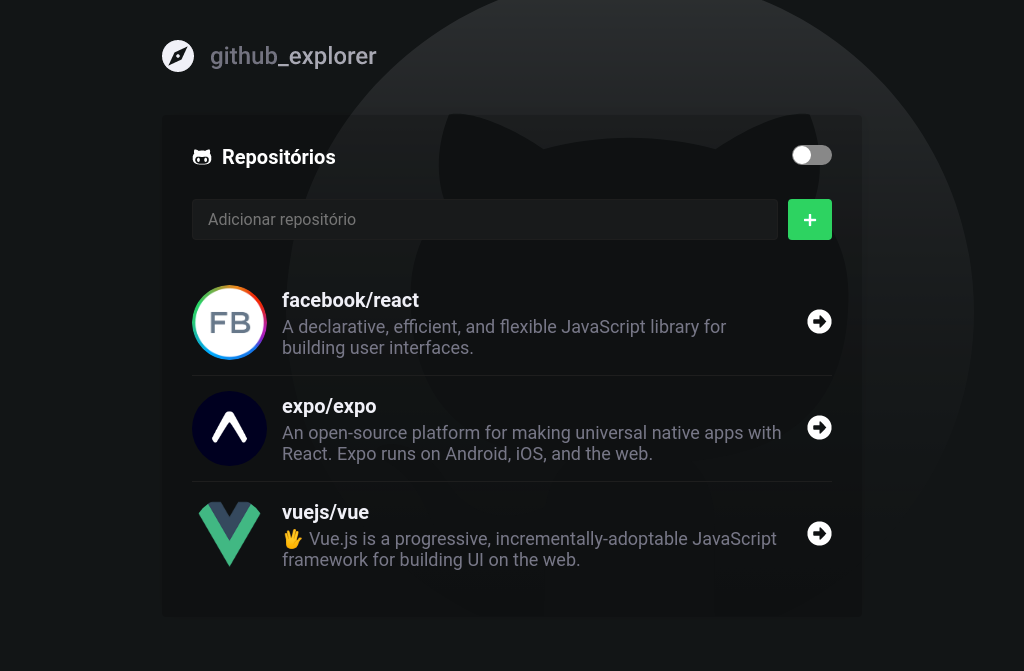 github_explorer
Repositórios
Adicionar repositório
+
FB
facebook/react
A declarative, efficient, and flexible JavaScript library for
building user interfaces.
expo/expo
An open-source platform for making universal native apps with
React. Expo runs on Android, iOS, and the web.
vuejs/vue
🖖 Vue.js is a progressive, incrementally-adoptable JavaScript
framework for building UI on the web.